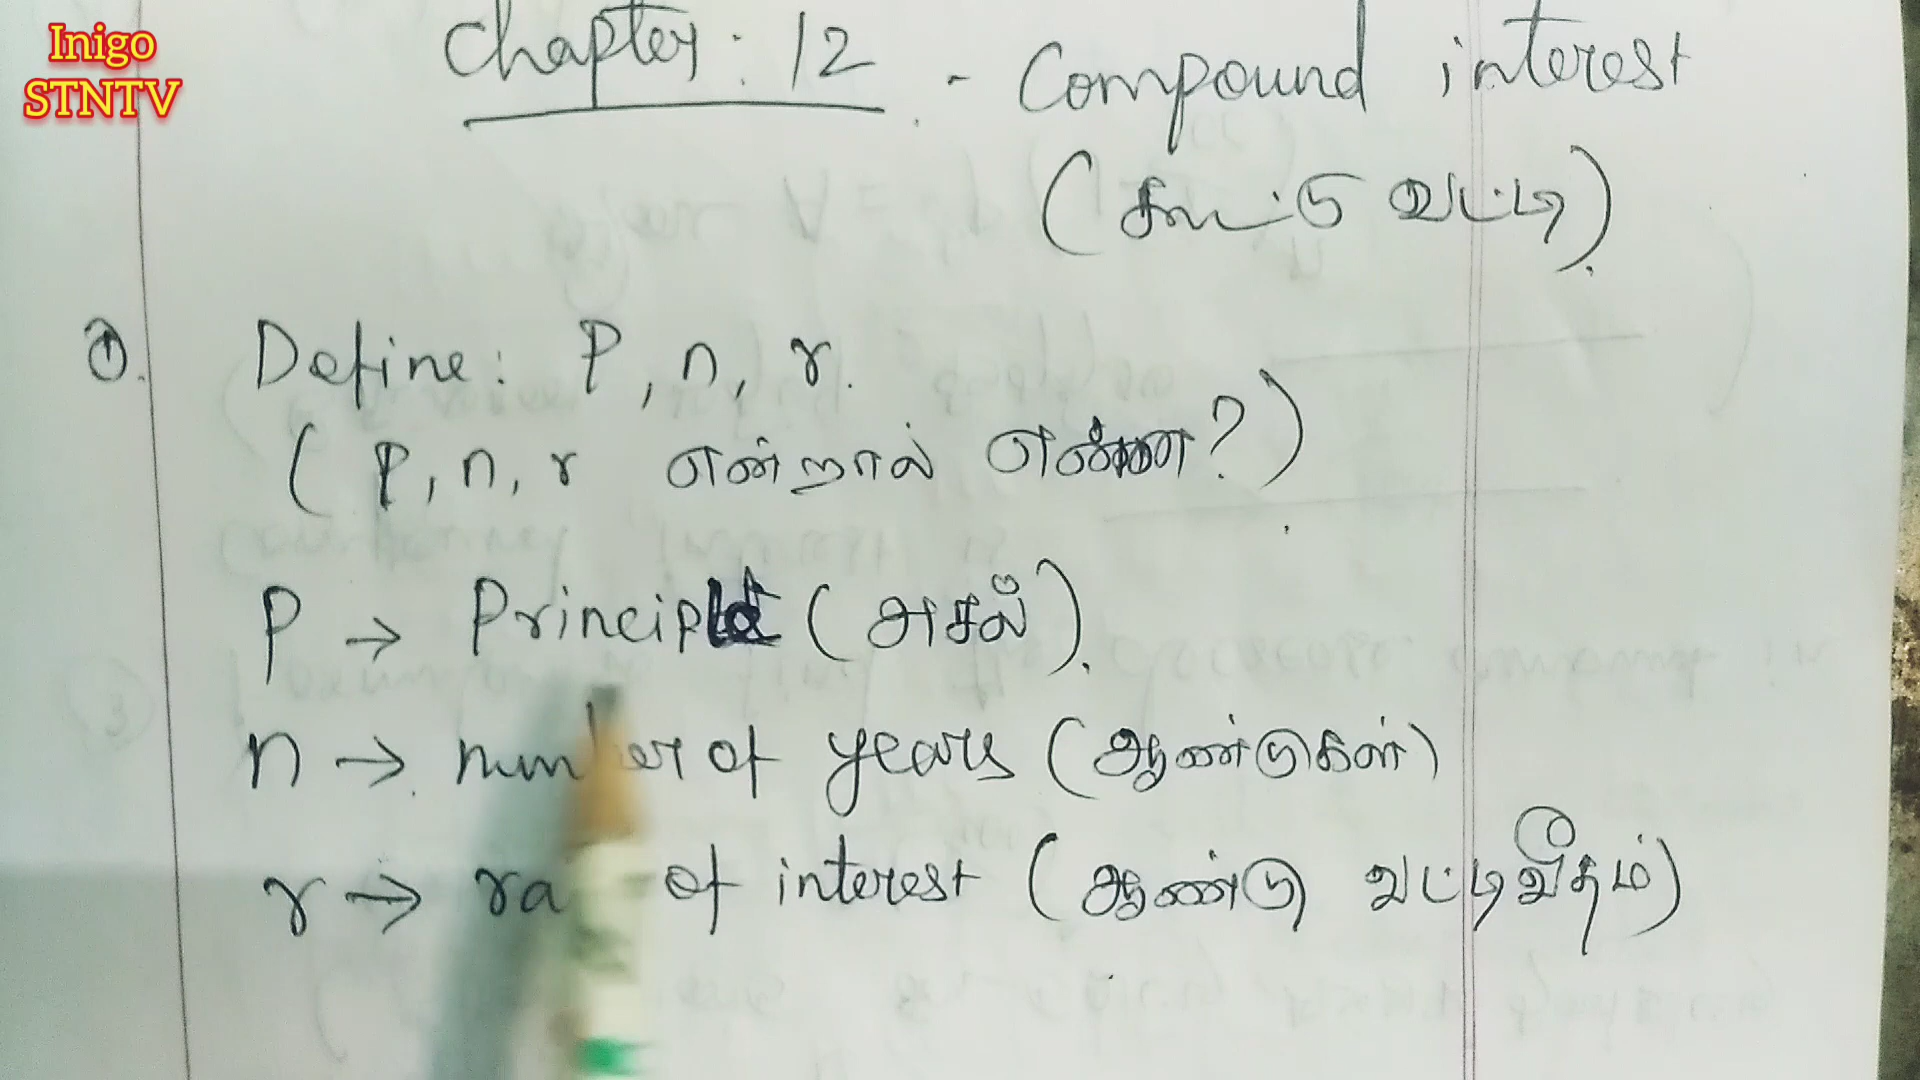 Inigo
STNTV
Chapter : 12 - Compound interest
(கூட்டு வட்டி)
① Define : P, n, r.
(P, n, r என்றால் என்ன?)
P → Principal (அசல்).
n → number of years (ஆண்டுகள்)
r → ra of interest (ஆண்டு வட்டிவீதம்)